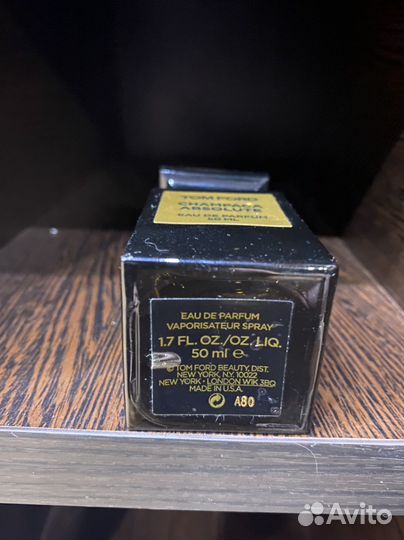 TOM FORD
CHAMPACA
ABSOLUTE
EAU DE PARFUM
50 ML
EAU DE PARFUM
VAPORISATEUR SPRAY
1.7 FL. OZ./OZ. LIQ.
50 ml ℮
© TOM FORD BEAUTY, DIST.
NEW YORK, N.Y. 10022
NEW YORK • LONDON W1K 3BQ
MADE IN U.S.A.
A80
Avito